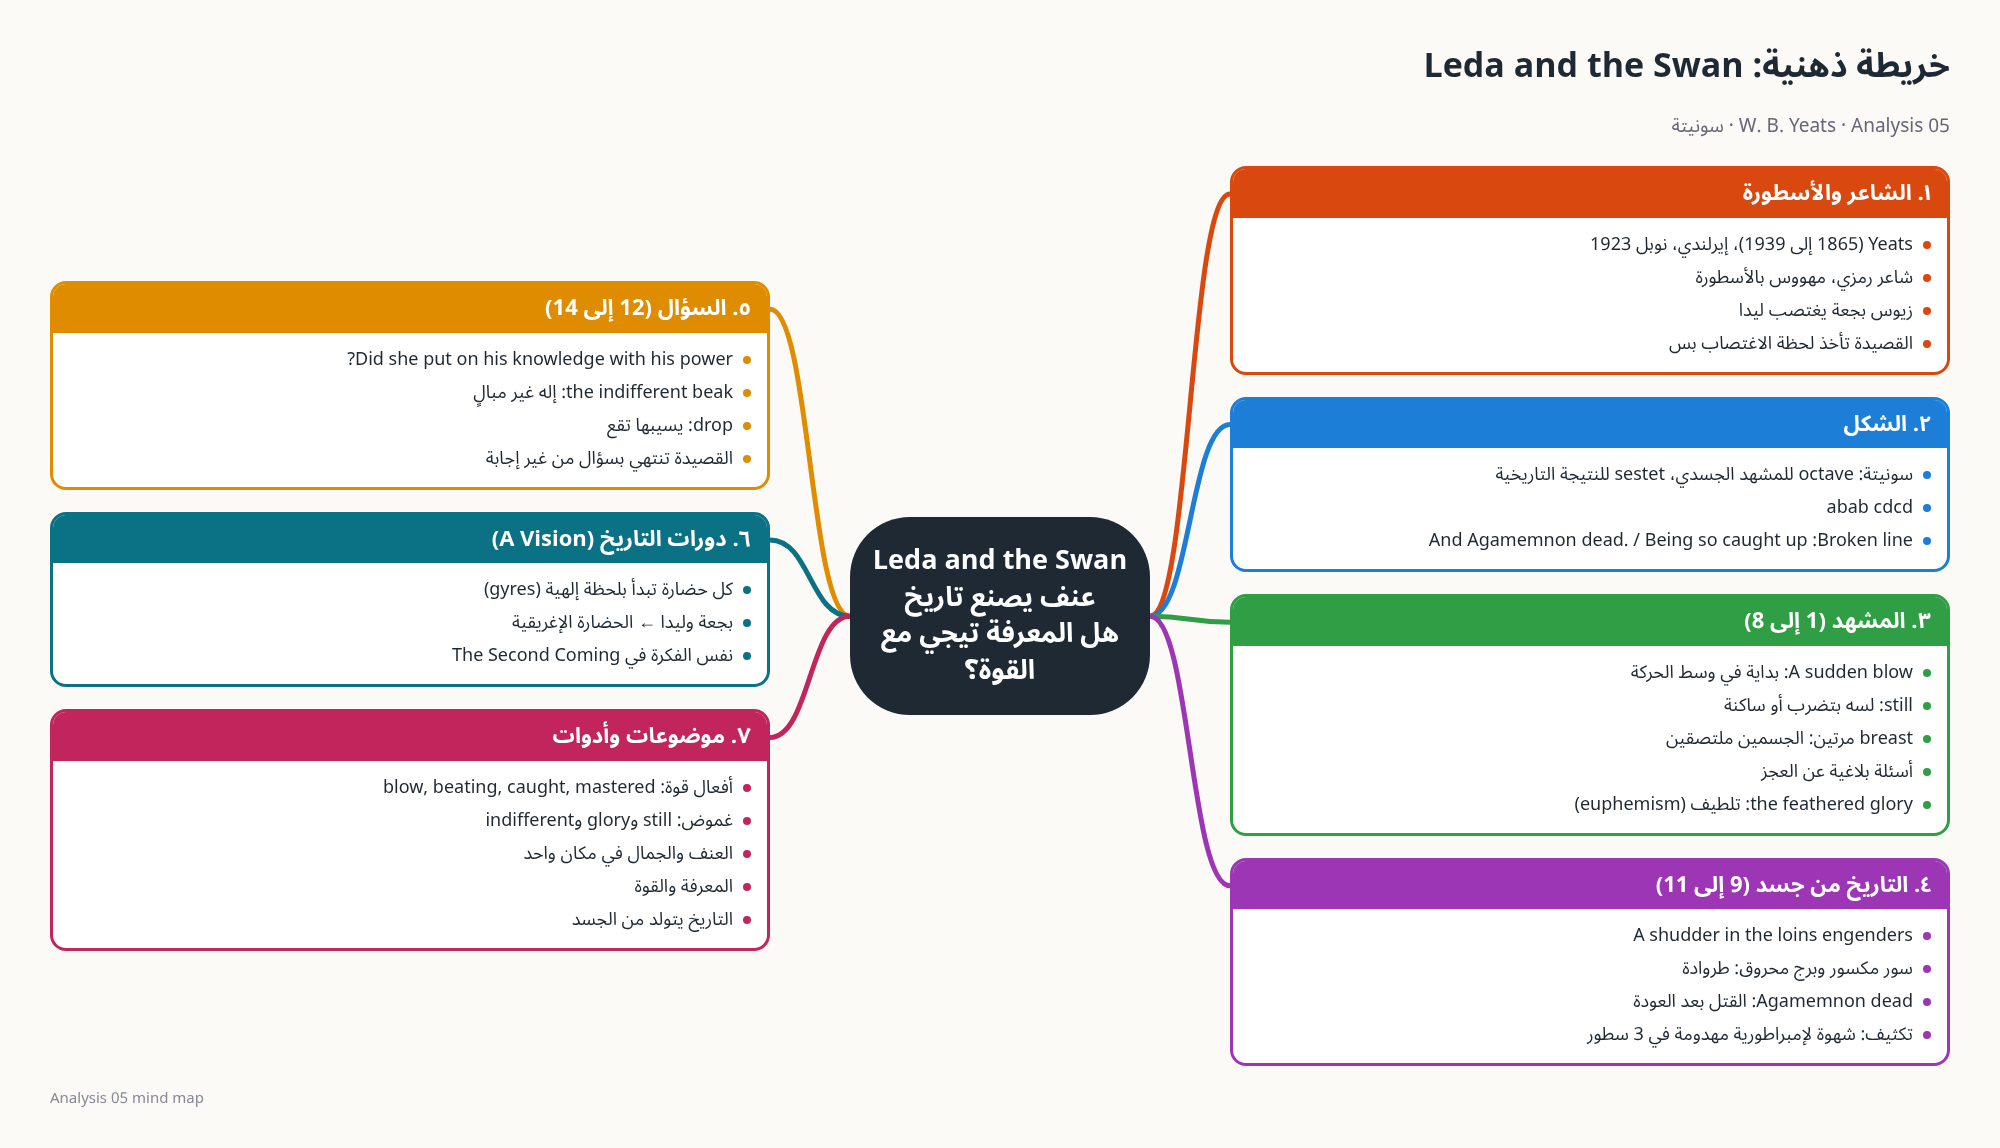 خريطة ذهنية: Leda and the Swan
W. B. Yeats · Analysis 05 · سونيتة
١. الشاعر والأسطورة
Yeats (1865 إلى 1939)، إيرلندي، نوبل 1923
شاعر رمزي، مهووس بالأسطورة
زيوس بجعة يغتصب ليدا
القصيدة تأخذ لحظة الاغتصاب بس
٢. الشكل
سونيتة: octave للمشهد الجسدي، sestet للنتيجة التاريخية
abab cdcd
Broken line: And Agamemnon dead. / Being so caught up
٣. المشهد (1 إلى 8)
A sudden blow: بداية في وسط الحركة
still: لسه بتضرب أو ساكنة
breast مرتين: الجسمين ملتصقين
أسئلة بلاغية عن العجز
the feathered glory: تلطيف (euphemism)
٤. التاريخ من جسد (9 إلى 11)
A shudder in the loins engenders
سور مكسور وبرج محروق: طروادة
Agamemnon dead: القتل بعد العودة
تكثيف: شهوة لإمبراطورية مهدومة في 3 سطور
Leda and the Swan
عنف يصنع تاريخ
هل المعرفة تيجي مع
القوة؟
٥. السؤال (12 إلى 14)
Did she put on his knowledge with his power?
the indifferent beak: إله غير مبالٍ
drop: يسيبها تقع
القصيدة تنتهي بسؤال من غير إجابة
٦. دورات التاريخ (A Vision)
كل حضارة تبدأ بلحظة إلهية (gyres)
بجعة وليدا ← الحضارة الإغريقية
نفس الفكرة في The Second Coming
٧. موضوعات وأدوات
أفعال قوة: blow, beating, caught, mastered
غموض: still وglory وindifferent
العنف والجمال في مكان واحد
المعرفة والقوة
التاريخ يتولد من الجسد
Analysis 05 mind map